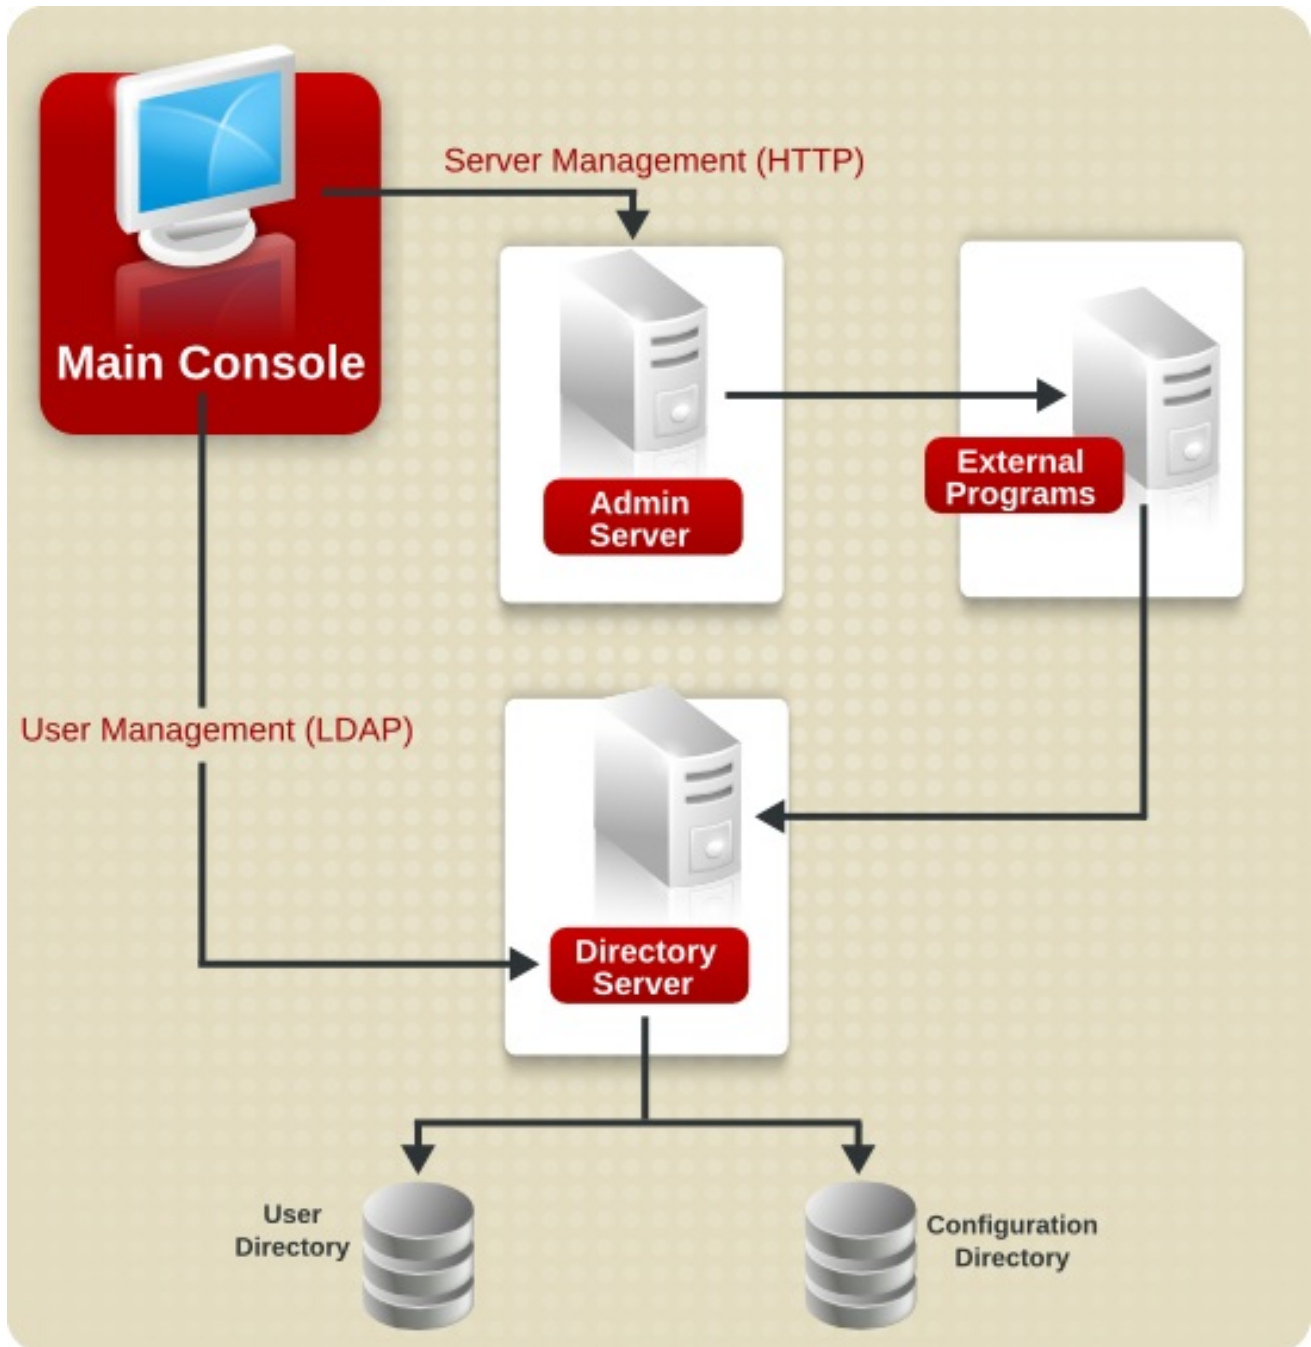 Server Management (HTTP)
Main Console
Admin
Server
External
Programs
User Management (LDAP)
Directory
Server
User
Directory
Configuration
Directory